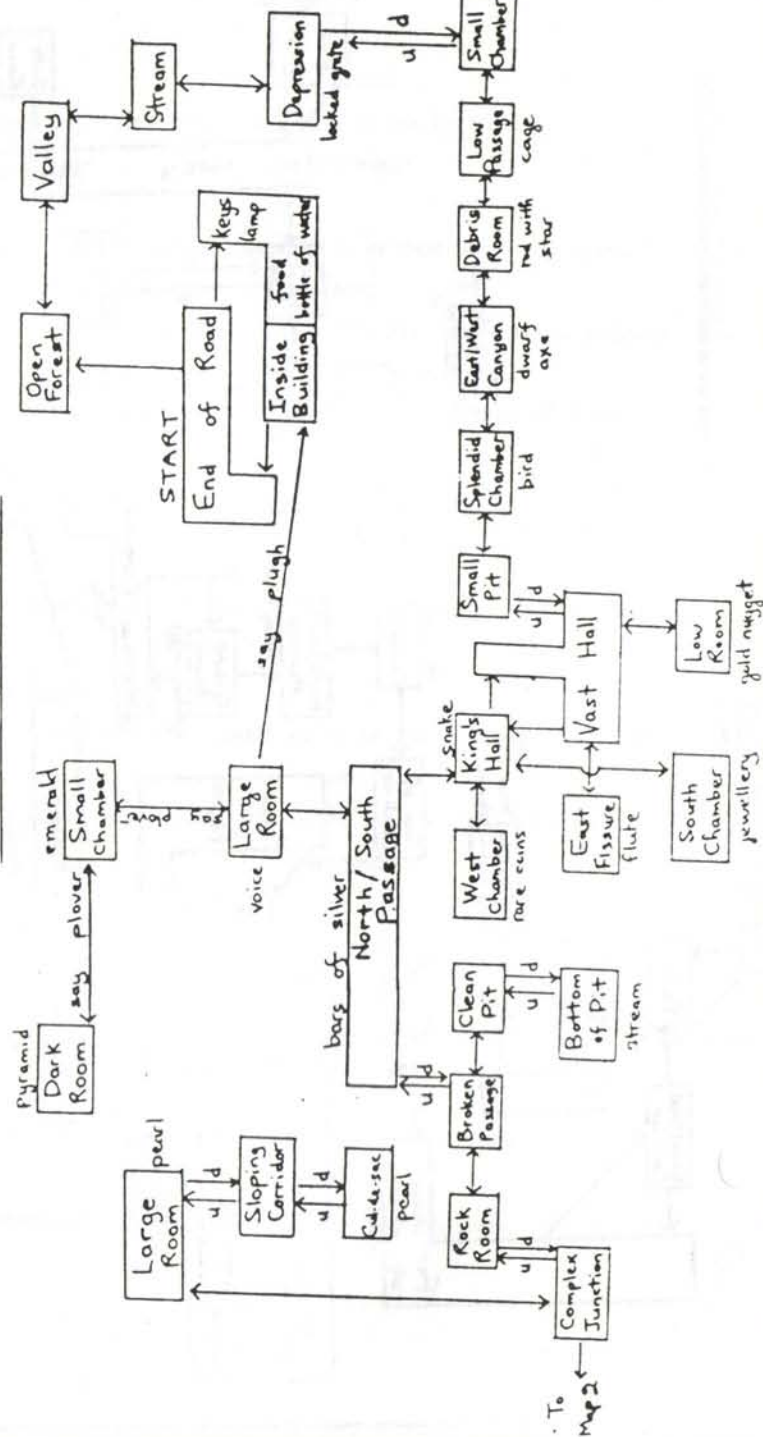 Open
Forest
Valley
Stream
Depression
locked grate
d
u
Small
Chamber
START
End of Road
keys
lamp
food
bottle of water
Inside
Building
Low
Passage
cage
Debris
Room
rod with
star
East/West
Canyon
dwarf
axe
Splendid
Chamber
bird
Small
Pit
u
d
Vast Hall
Low
Room
gold nugget
snake
King's
Hall
West
Chamber
rare coins
East
Fissure
flute
South
Chamber
jewellery
say plugh
emerald
Small
Chamber
say plover
Pyramid
Dark
Room
Large
Room
voice
bars of silver
North/South
Passage
u
d
Broken
Passage
Clean
Pit
u
d
Bottom
of Pit
stream
Large
Room
pearl
u
d
Sloping
Corridor
u
d
Cul-de-sac
pearl
Rock
Room
u
d
Complex
Junction
To
Map 2